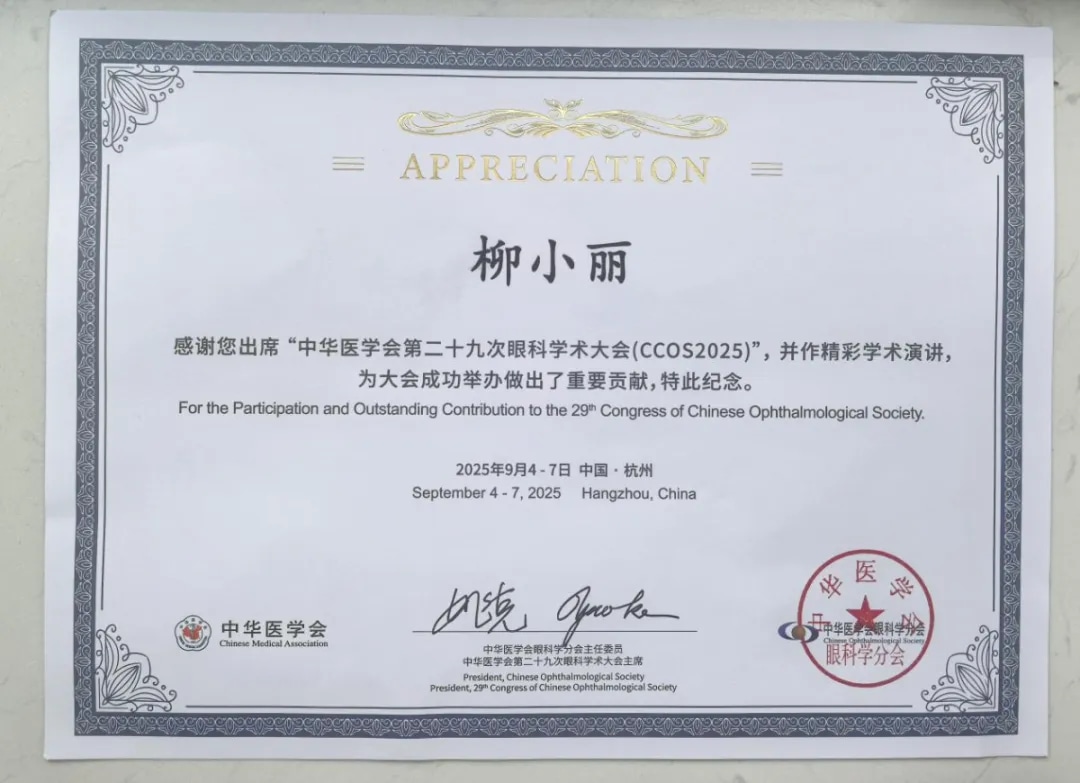 APPRECIATION
柳小丽
感谢您出席“中华医学会第二十九次眼科学术大会(CCOS2025)”，并作精彩学术演讲，
为大会成功举办做出了重要贡献，特此纪念。
For the Participation and Outstanding Contribution to the 29th Congress of Chinese Ophthalmological Society.
2025年9月4 - 7日 中国 · 杭州
September 4 - 7, 2025 Hangzhou, China
中华医学会
Chinese Medical Association
中华医学会眼科学分会主任委员
中华医学会第二十九次眼科学术大会主席
President, Chinese Ophthalmological Society
President, 29th Congress of Chinese Ophthalmological Society
中华医学会
中华医学会眼科学分会
Chinese Ophthalmological Society
眼科学分会